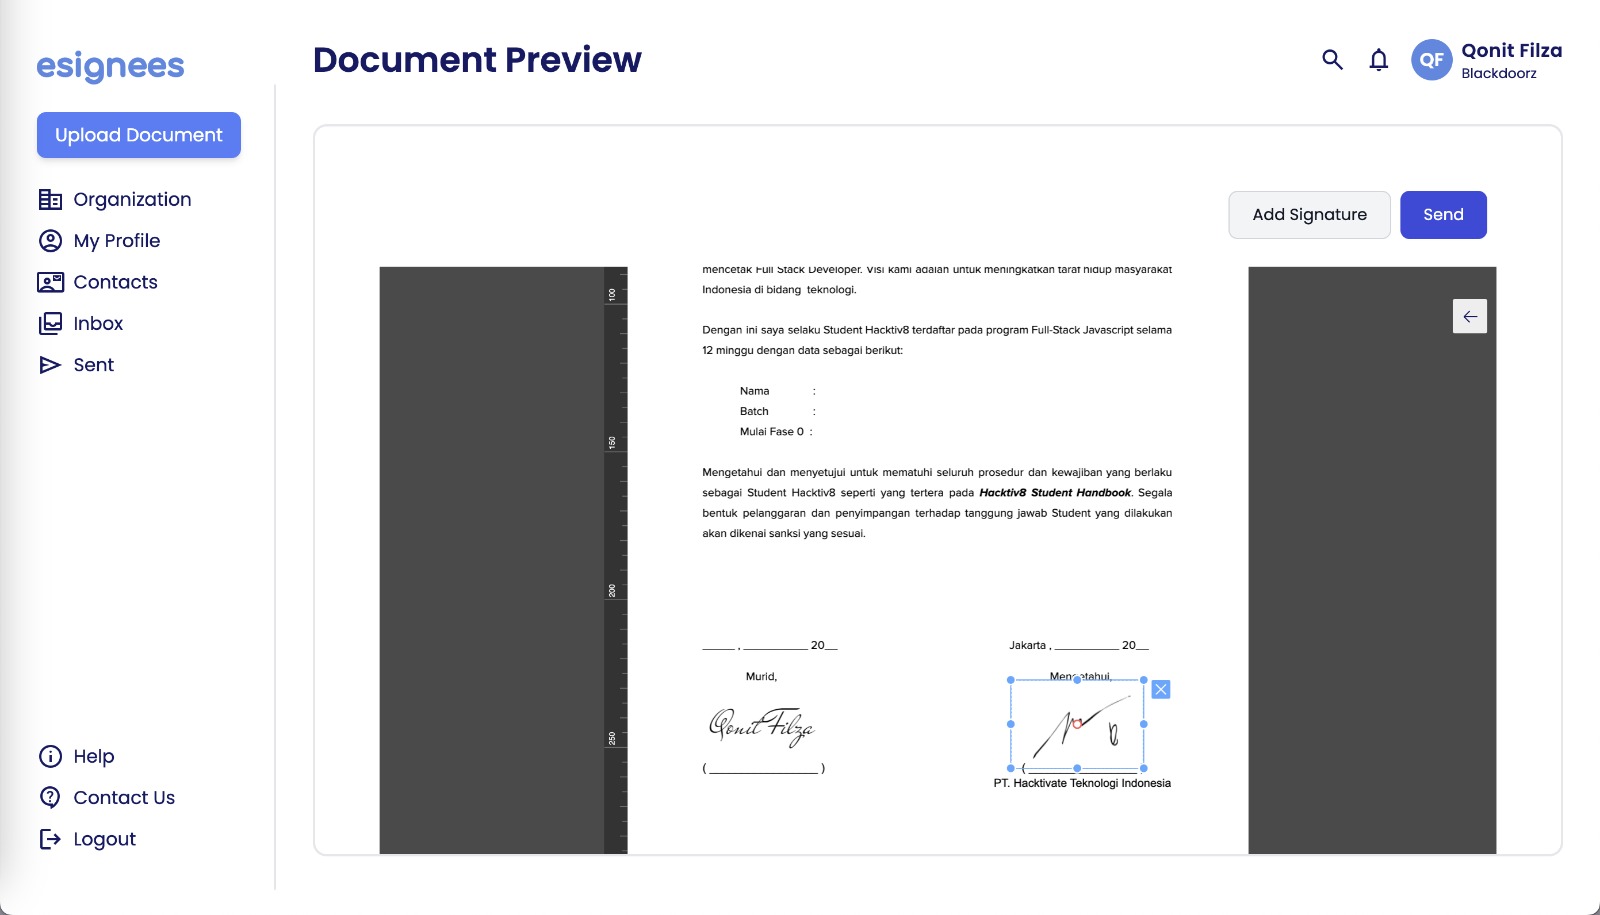 esignees
Document Preview
Qonit Filza
Blackdoorz
QF
Upload Document
Organization
My Profile
Contacts
Inbox
Sent
Help
Contact Us
Logout
Add Signature
Send
100
150
200
250
mencetak Full Stack Developer. Visi kami adalah untuk meningkatkan taraf hidup masyarakat
Indonesia di bidang teknologi.
Dengan ini saya selaku Student Hacktiv8 terdaftar pada program Full-Stack Javascript selama
12 minggu dengan data sebagai berikut:
Nama :
Batch :
Mulai Fase 0 :
Mengetahui dan menyetujui untuk mematuhi seluruh prosedur dan kewajiban yang berlaku
sebagai Student Hacktiv8 seperti yang tertera pada Hacktiv8 Student Handbook. Segala
bentuk pelanggaran dan penyimpangan terhadap tanggung jawab Student yang dilakukan
akan dikenai sanksi yang sesuai.
_____ , __________ 20__
Jakarta , __________ 20__
Murid,
Mengetahui,
Qonit Filza
( _________________ )
( _________________
PT. Hacktivate Teknologi Indonesia